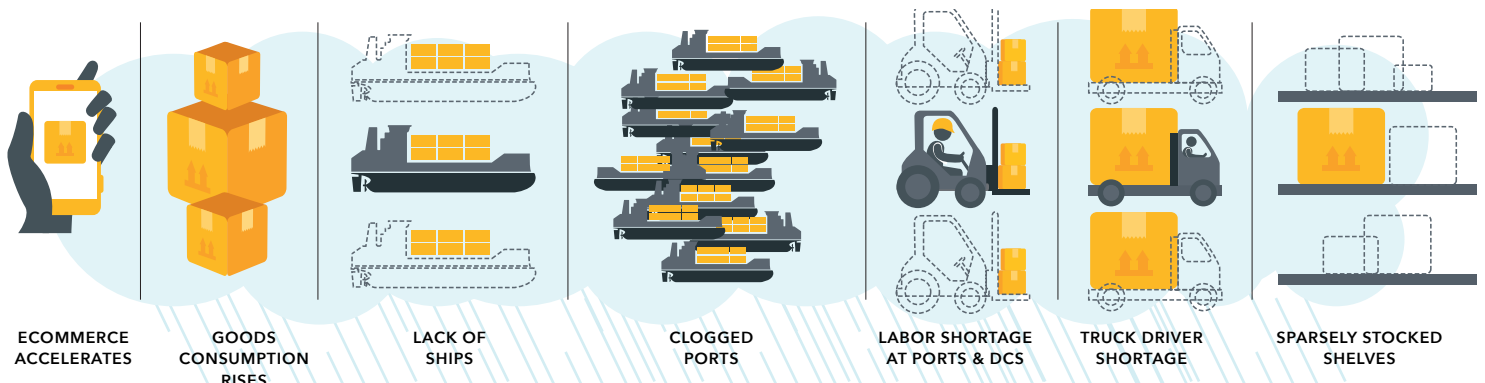 ECOMMERCE
ACCELERATES
GOODS
CONSUMPTION
RISES
LACK OF
SHIPS
CLOGGED
PORTS
LABOR SHORTAGE
AT PORTS & DCS
TRUCK DRIVER
SHORTAGE
SPARSELY STOCKED
SHELVES